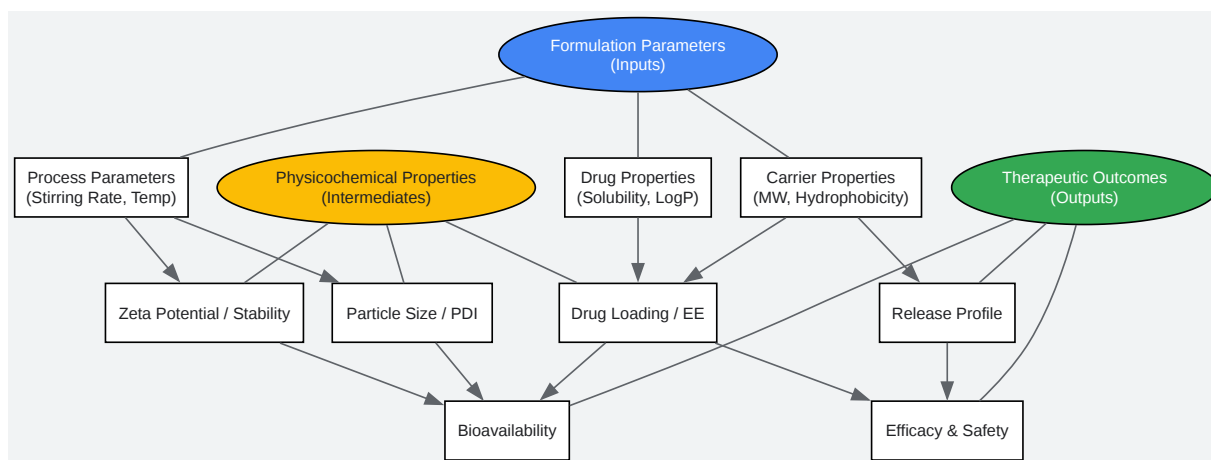 Formulation Parameters
(Inputs)
Process Parameters
(Stirring Rate, Temp)
Physicochemical Properties
(Intermediates)
Drug Properties
(Solubility, LogP)
Carrier Properties
(MW, Hydrophobicity)
Therapeutic Outcomes
(Outputs)
Zeta Potential / Stability
Particle Size / PDI
Drug Loading / EE
Release Profile
Bioavailability
Efficacy & Safety